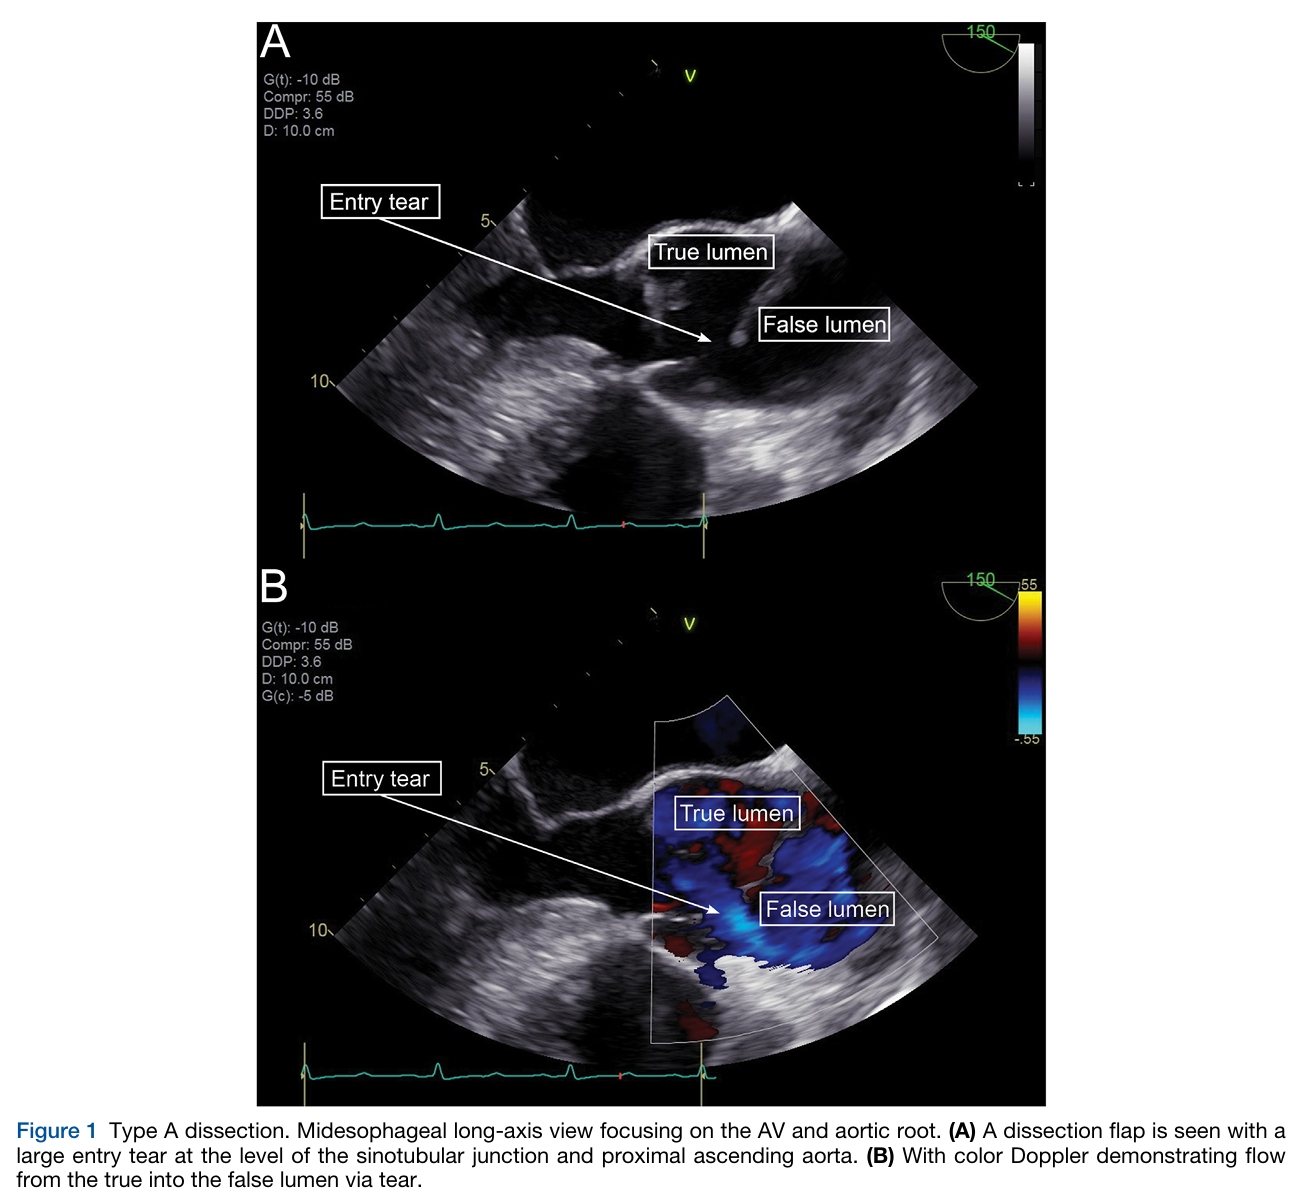 A
150
V
G(t): -10 dB
Compr: 55 dB
DDP: 3.6
D: 10.0 cm
Entry tear
5
True lumen
False lumen
10
B
150
55
V
G(t): -10 dB
Compr: 55 dB
DDP: 3.6
D: 10.0 cm
G(c): -5 dB
-.55
Entry tear
5
True lumen
False lumen
10
Figure 1 Type A dissection. Midesophageal long-axis view focusing on the AV and aortic root. (A) A dissection flap is seen with a
large entry tear at the level of the sinotubular junction and proximal ascending aorta. (B) With color Doppler demonstrating flow
from the true into the false lumen via tear.